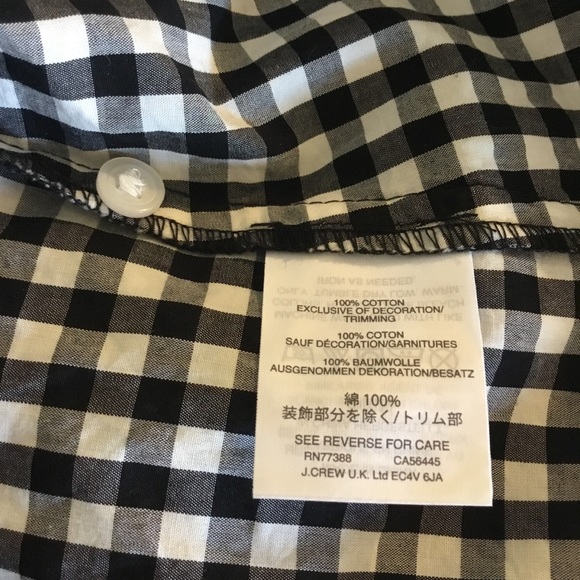 100% COTTON
EXCLUSIVE OF DECORATION/
TRIMMING
100% COTON
SAUF DÉCORATION/GARNITURES
100% BAUMWOLLE
AUSGENOMMEN DEKORATION/BESATZ
綿 100%
装飾部分を除く/トリム部
SEE REVERSE FOR CARE
RN77388 CA56445
J.CREW U.K. Ltd EC4V 6JA